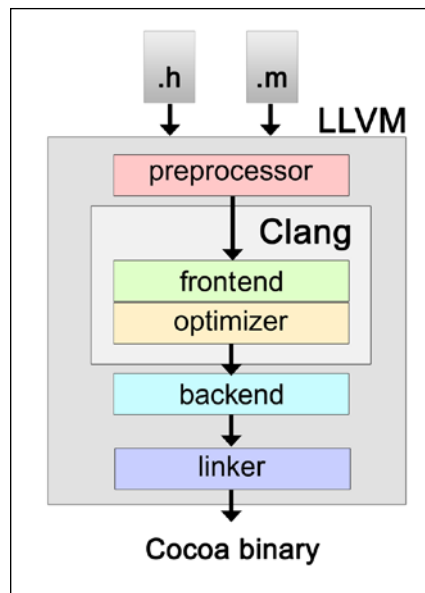 .h
.m
LLVM
preprocessor
Clang
frontend
optimizer
backend
linker
Cocoa binary